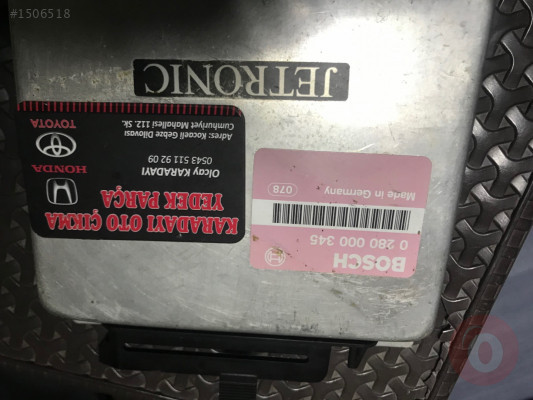 #1506518
JETRONIC
KARADAYI OTO ÇIKMA
YEDEK PARÇA
Olcay KARADAYI
0543 511 92 09
Adres: Kocaeli Gebze Dilovası
Cumhuriyet Mahallesi 112. Sk.
HONDA
TOYOTA
BOSCH
0 280 000 345
Made in Germany
078